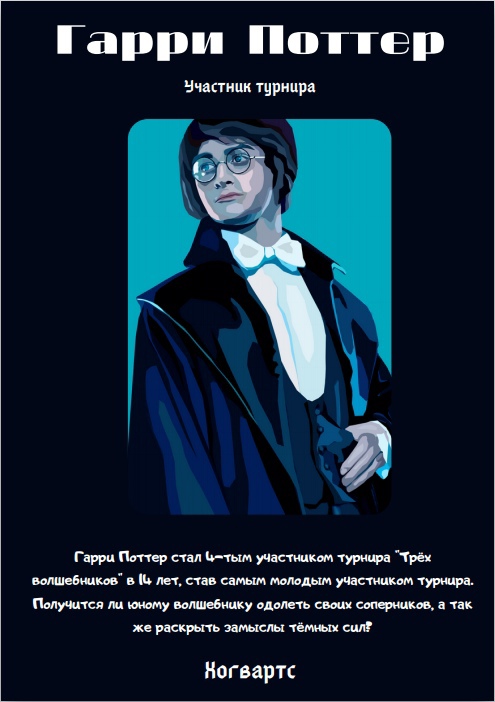 Гарри Поттер
Участник турнира
Гарри Поттер стал 4-тым участником турнира "Трёх
волшебников" в 14 лет, став самым молодым участником турнира.
Получится ли юному волшебнику одолеть своих соперников, а так
же раскрыть замыслы тёмных сил?
Хогвартс